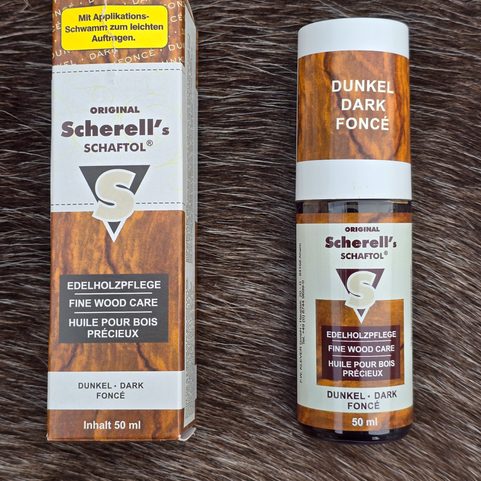 Mit Applikations-
Schwamm zum leichten
Auftragen.
ORIGINAL
Scherell's
SCHAFTOL®
S
EDELHOLZPFLEGE
FINE WOOD CARE
HUILE POUR BOIS
PRÉCIEUX
DUNKEL · DARK
FONCÉ
Inhalt 50 ml
DUNKEL
DARK
FONCÉ
ORIGINAL
Scherell's
SCHAFTOL®
S
EDELHOLZPFLEGE
FINE WOOD CARE
HUILE POUR BOIS
PRÉCIEUX
DUNKEL · DARK
FONCÉ
50 ml